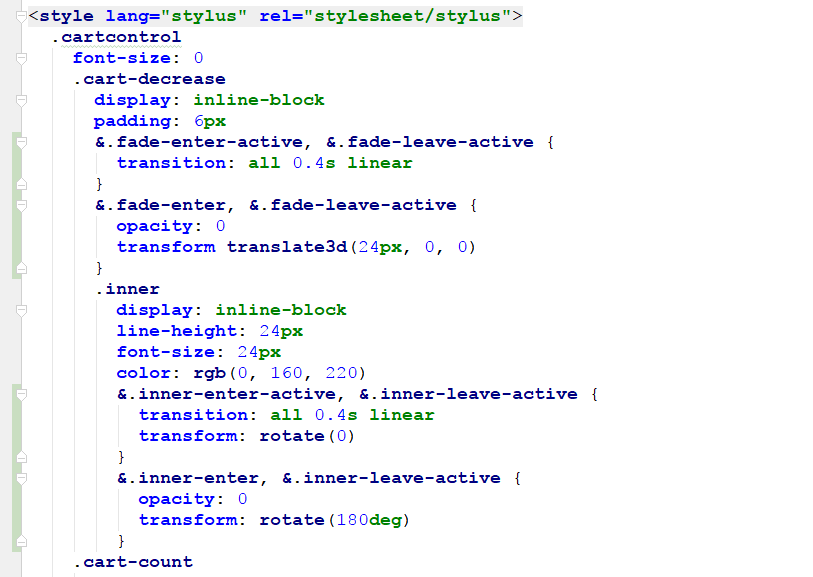 <style lang="stylus" rel="stylesheet/stylus">
.cartcontrol
font-size: 0
.cart-decrease
display: inline-block
padding: 6px
&.fade-enter-active, &.fade-leave-active {
transition: all 0.4s linear
}
&.fade-enter, &.fade-leave-active {
opacity: 0
transform translate3d(24px, 0, 0)
}
.inner
display: inline-block
line-height: 24px
font-size: 24px
color: rgb(0, 160, 220)
&.inner-enter-active, &.inner-leave-active {
transition: all 0.4s linear
transform: rotate(0)
}
&.inner-enter, &.inner-leave-active {
opacity: 0
transform: rotate(180deg)
}
.cart-count